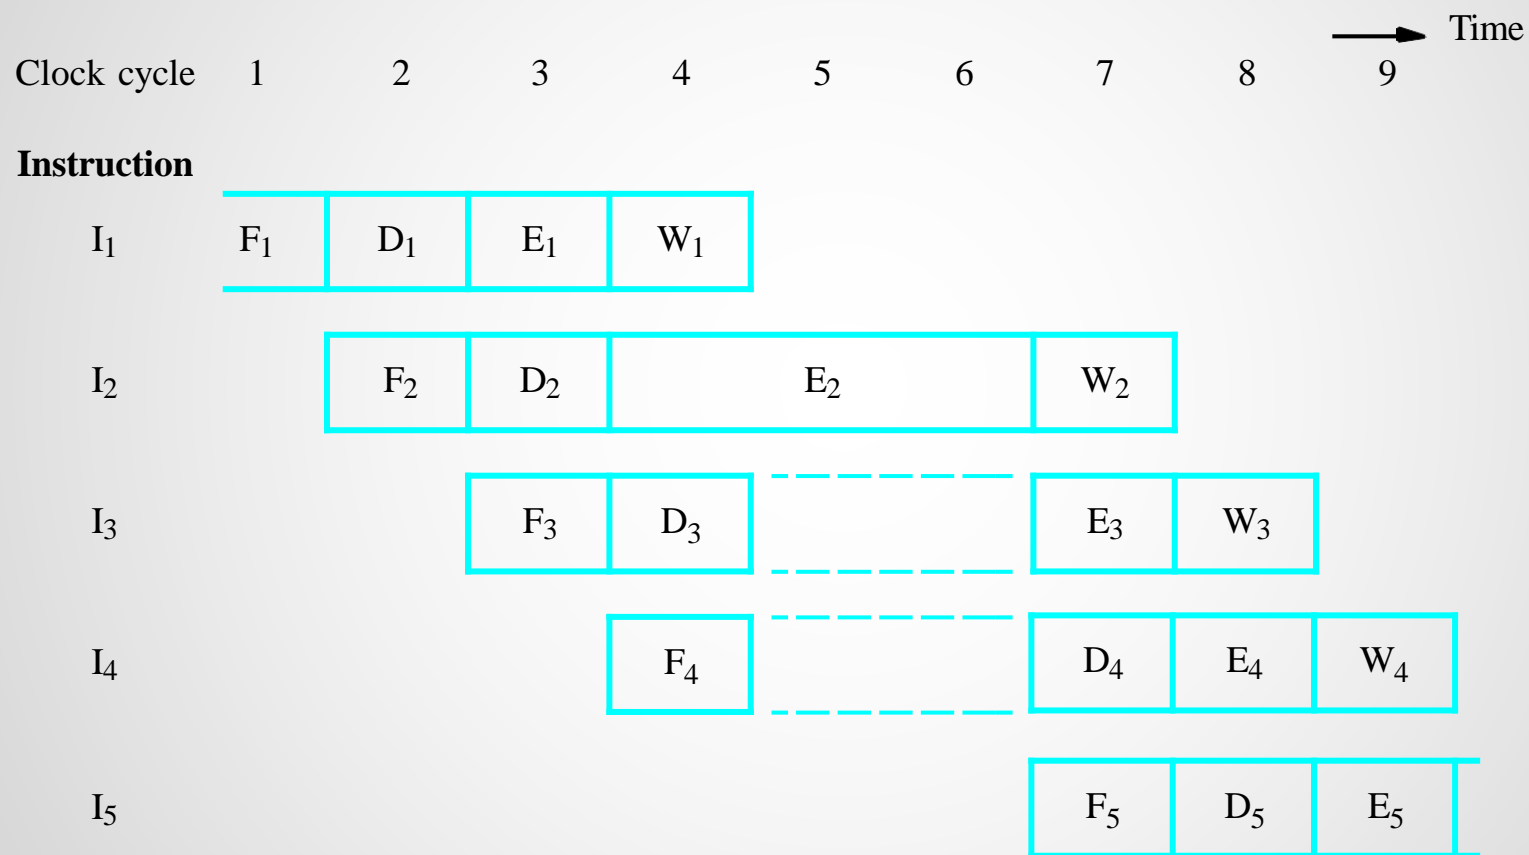 Time
Clock cycle 1 2 3 4 5 6 7 8 9
Instruction
I1 F1 D1 E1 W1
I2 F2 D2 E2 W2
I3 F3 D3 E3 W3
I4 F4 D4 E4 W4
I5 F5 D5 E5